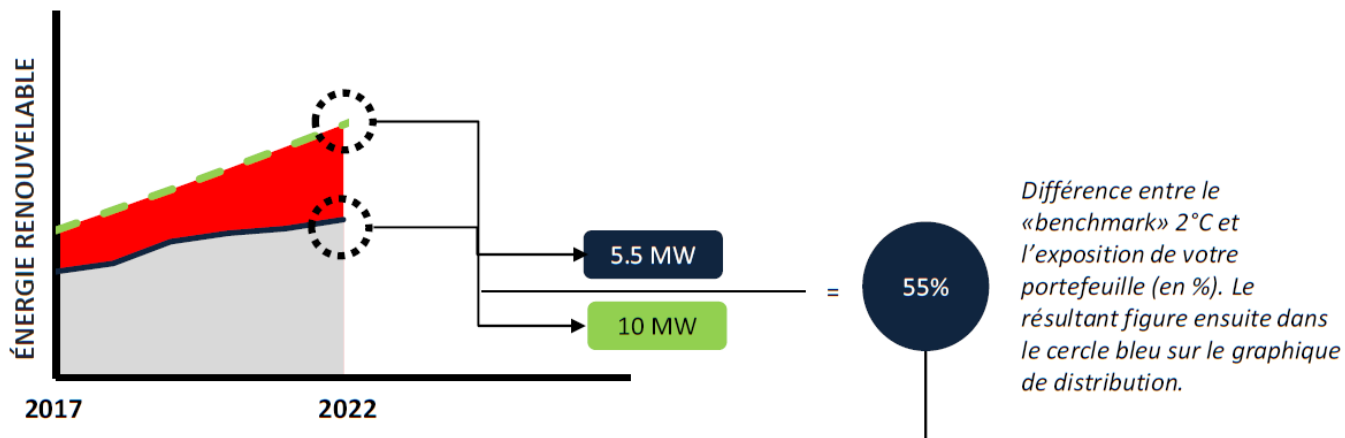 ÉNERGIE RENOUVELABLE
2017
2022
5.5 MW
10 MW
=
55%
Différence entre le
«benchmark» 2°C et
l’exposition de votre
portefeuille (en %). Le
résultant figure ensuite dans
le cercle bleu sur le graphique
de distribution.